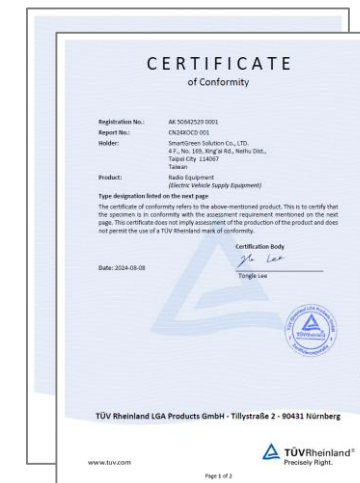 CERTIFICATE
of Conformity
Registration No.: AK 50642529 0001
Report No.: CN24XOCD 001
Holder: SmartGreen Solution Co., LTD.
4 F., No. 169, Xing'ai Rd., Neihu Dist.,
Taipei City 114067
Taiwan
Product: Radio Equipment
(Electric Vehicle Supply Equipment)
Type designation listed on the next page
The certificate of conformity refers to the above-mentioned product. This is to certify that
the specimen is in conformity with the assessment requirement mentioned on the next
page. This certificate does not imply assessment of the production of the product and does
not permit the use of a TÜV Rheinland mark of conformity.
Certification Body
Date: 2024-08-08
Tongle Lee
TÜV Rheinland LGA Products GmbH - Tillystraße 2 - 90431 Nürnberg
www.tuv.com
TÜVRheinland®
Precisely Right.
Page 1 of 2